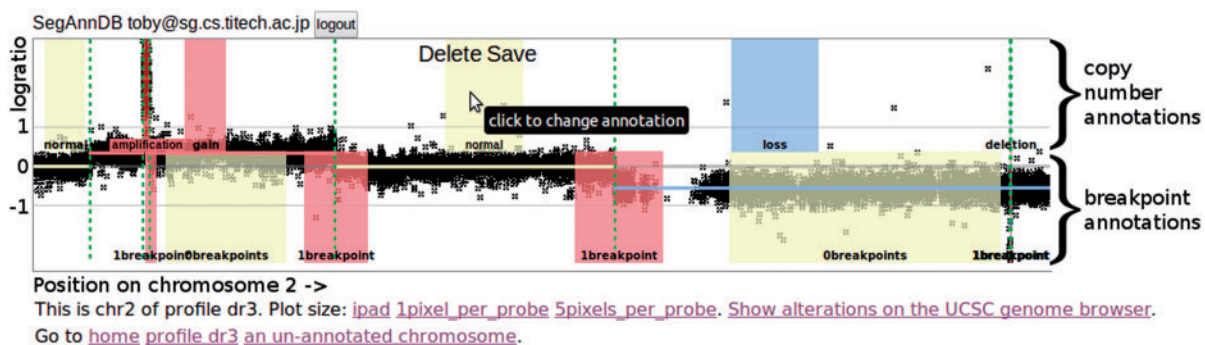 SegAnnDB toby@sg.cs.titech.ac.jp logout
Delete Save
logratio
1
0
-1
normal amplification gain normal loss deletion
click to change annotation
1breakpoint 0breakpoints 1breakpoint 1breakpoint 0breakpoints 1breakpoint
copy
number
annotations
breakpoint
annotations
Position on chromosome 2 ->
This is chr2 of profile dr3. Plot size: ipad 1pixel_per_probe 5pixels_per_probe. Show alterations on the UCSC genome browser.
Go to home profile dr3 an un-annotated chromosome.